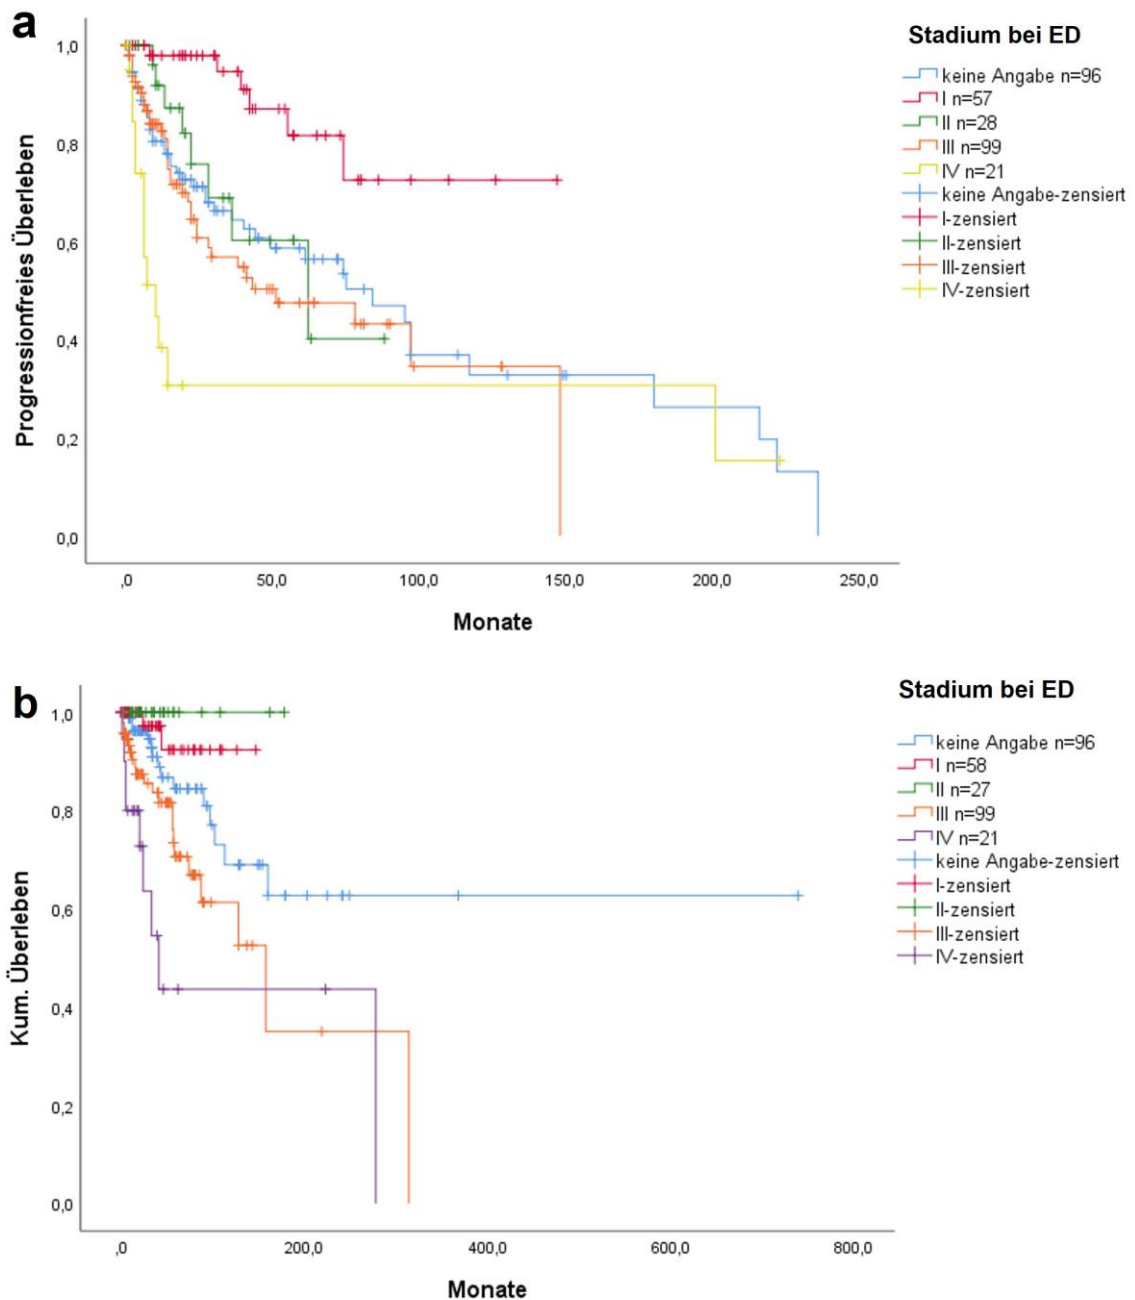 a
Stadium bei ED
keine Angabe n=96
I n=57
II n=28
III n=99
IV n=21
keine Angabe-zensiert
I-zensiert
II-zensiert
III-zensiert
IV-zensiert
Progressionfreies Überleben
1,0
0,8
0,6
0,4
0,2
0,0
,0 50,0 100,0 150,0 200,0 250,0
Monate
b
Stadium bei ED
keine Angabe n=96
I n=58
II n=27
III n=99
IV n=21
keine Angabe-zensiert
I-zensiert
II-zensiert
III-zensiert
IV-zensiert
Kum. Überleben
1,0
0,8
0,6
0,4
0,2
0,0
,0 200,0 400,0 600,0 800,0
Monate